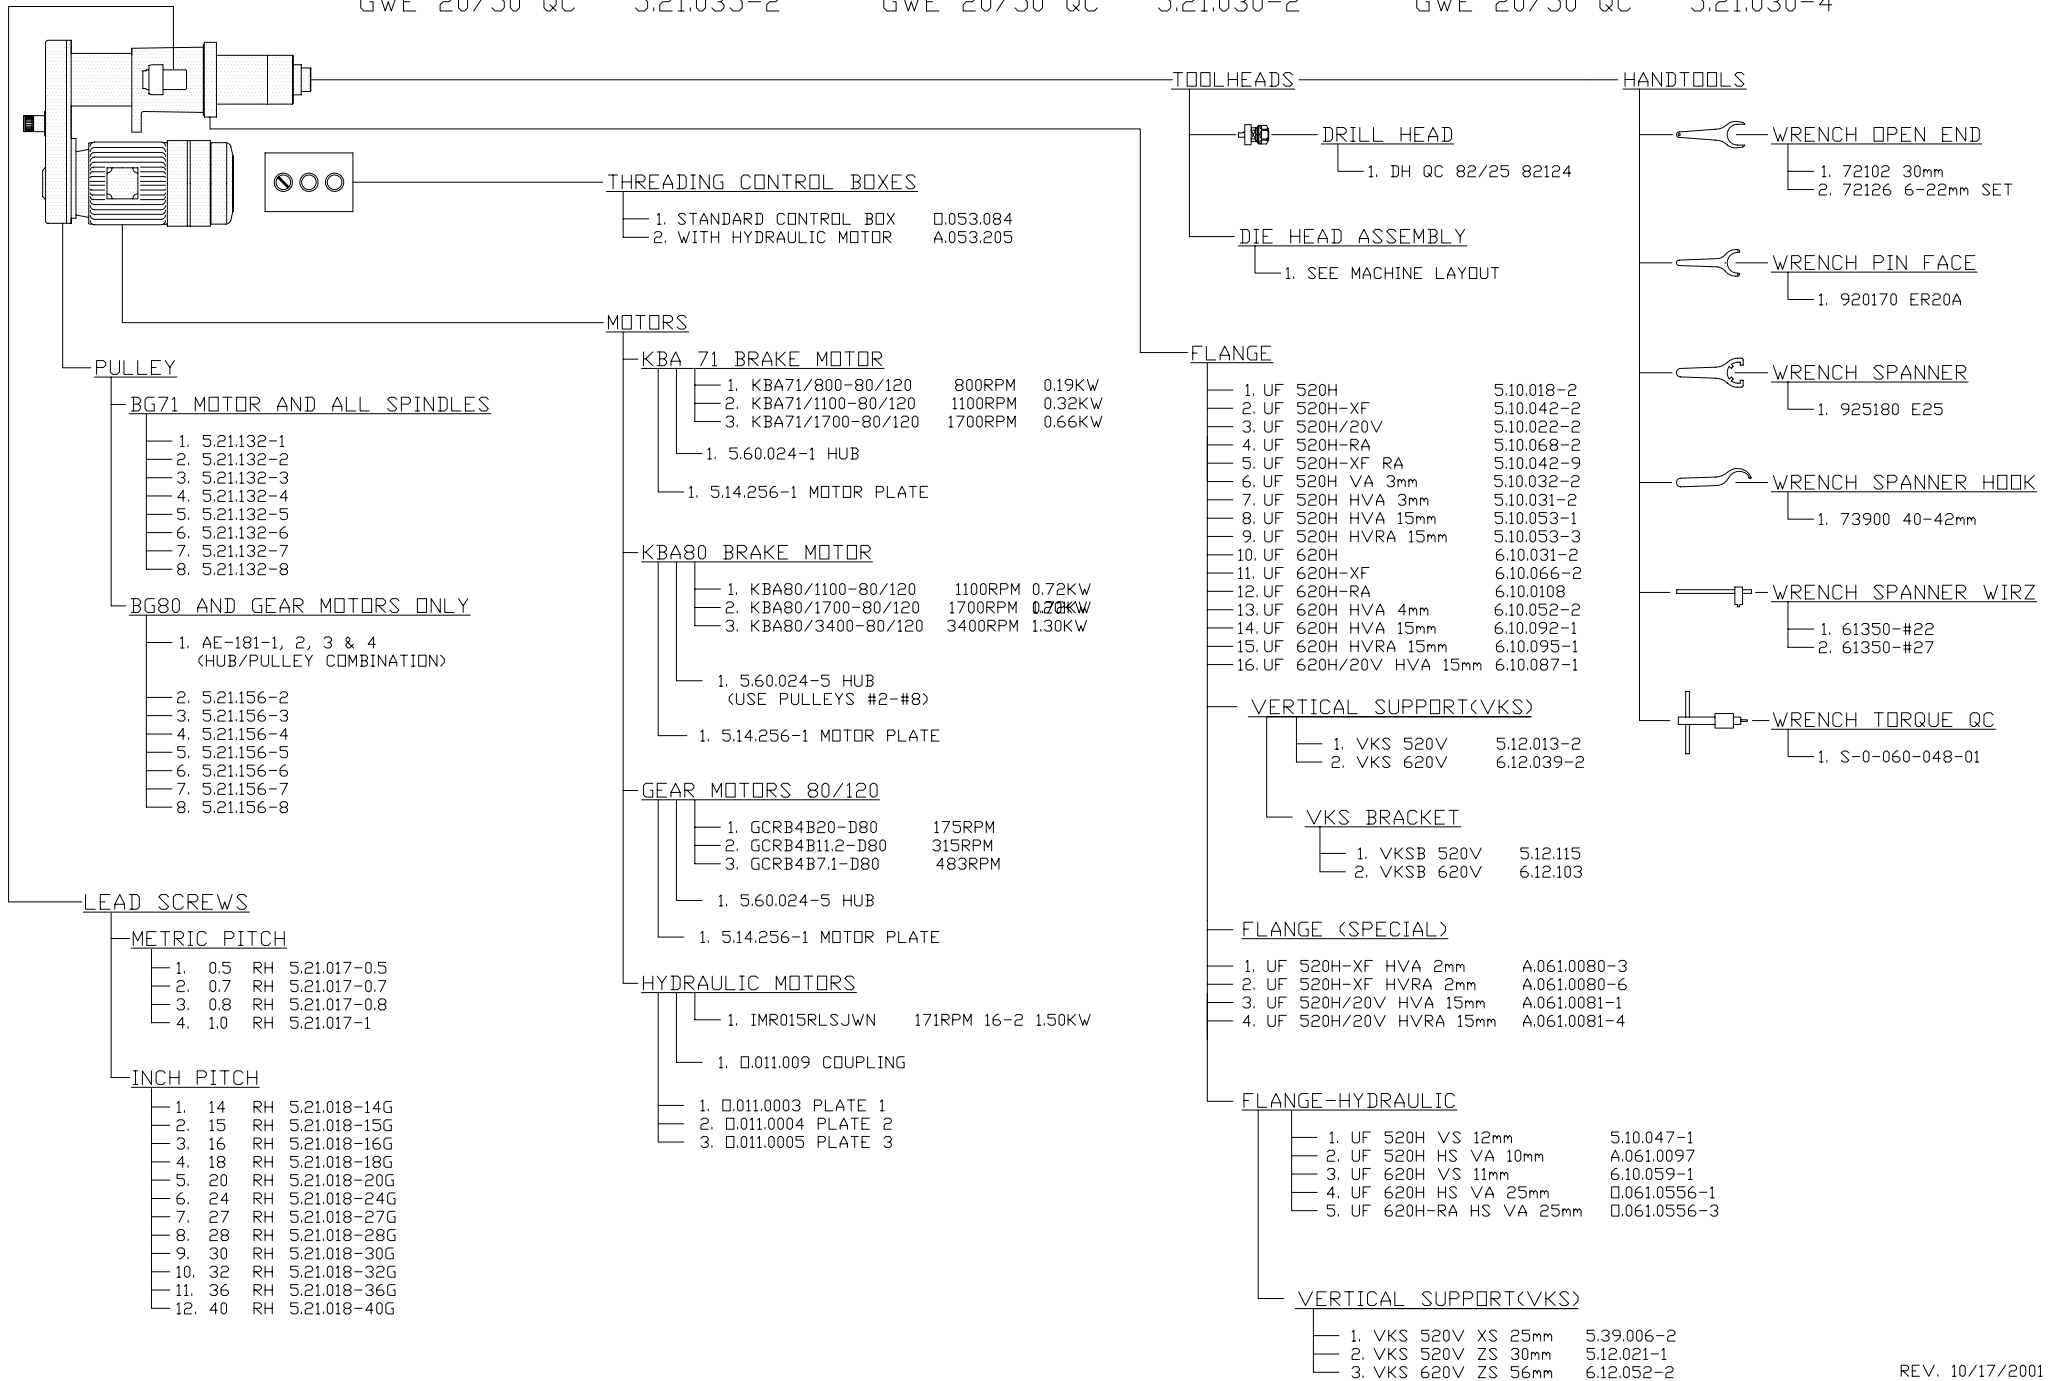 GWE QC GWE QC GWE QC
TOOLHEADS
HANDTOOLS
DRILL HEAD
1. DH QC 82/25 82124
DIE HEAD ASSEMBLY
1. SEE MACHINE LAYOUT
THREADING CONTROL BOXES
1. STANDARD CONTROL BOX O.053.084
2. WITH HYDRAULIC MOTOR A.053.205
PULLEY
BG71 MOTOR AND ALL SPINDLES
1. 5.21.132-1
2. 5.21.132-2
3. 5.21.132-3
4. 5.21.132-4
5. 5.21.132-5
6. 5.21.132-6
7. 5.21.132-7
8. 5.21.132-8
BG80 AND GEAR MOTORS ONLY
1. AE-181-1, 2, 3 & 4
(HUB/PULLEY COMBINATION)
2. 5.21.156-2
3. 5.21.156-3
4. 5.21.156-4
5. 5.21.156-5
6. 5.21.156-6
7. 5.21.156-7
8. 5.21.156-8
LEAD SCREWS
METRIC PITCH
1. 0.5 RH 5.21.017-0.5
2. 0.7 RH 5.21.017-0.7
3. 0.8 RH 5.21.017-0.8
4. 1.0 RH 5.21.017-1
INCH PITCH
1. 14 RH 5.21.018-14G
2. 15 RH 5.21.018-15G
3. 16 RH 5.21.018-16G
4. 18 RH 5.21.018-18G
5. 20 RH 5.21.018-20G
6. 24 RH 5.21.018-24G
7. 27 RH 5.21.018-27G
8. 28 RH 5.21.018-28G
9. 30 RH 5.21.018-30G
10. 32 RH 5.21.018-32G
11. 36 RH 5.21.018-36G
12. 40 RH 5.21.018-40G
MOTORS
KBA 71 BRAKE MOTOR
1. KBA71/800-80/120 800RPM 0.19KW
2. KBA71/1100-80/120 1100RPM 0.32KW
3. KBA71/1700-80/120 1700RPM 0.66KW
1. 5.60.024-1 HUB
1. 5.14.256-1 MOTOR PLATE
KBA80 BRAKE MOTOR
1. KBA80/1100-80/120 1100RPM 0.72KW
2. KBA80/1700-80/120 1700RPM
3. KBA80/3400-80/120 3400RPM 1.30KW
1. 5.60.024-5 HUB
(USE PULLEYS #2-#8)
1. 5.14.256-1 MOTOR PLATE
GEAR MOTORS 80/120
1. GCRB4B20-D80 175RPM
2. GCRB4B11.2-D80 315RPM
3. GCRB4B7.1-D80 483RPM
1. 5.60.024-5 HUB
1. 5.14.256-1 MOTOR PLATE
HYDRAULIC MOTORS
1. IMR015RLSJWN 171RPM 16-2 1.50KW
1. O.011.009 COUPLING
1. O.011.0003 PLATE 1
2. O.011.0004 PLATE 2
3. O.011.0005 PLATE 3
FLANGE
1. UF 520H 5.10.018-2
2. UF 520H-XF 5.10.042-2
3. UF 520H/20V 5.10.022-2
4. UF 520H-RA 5.10.068-2
5. UF 520H-XF RA 5.10.042-9
6. UF 520H VA 3mm 5.10.032-2
7. UF 520H HVA 3mm 5.10.031-2
8. UF 520H HVA 15mm 5.10.053-1
9. UF 520H HVRA 15mm 5.10.053-3
10. UF 620H 6.10.031-2
11. UF 620H-XF 6.10.066-2
12. UF 620H-RA 6.10.0108
13. UF 620H HVA 4mm 6.10.052-2
14. UF 620H HVA 15mm 6.10.092-1
15. UF 620H HVRA 15mm 6.10.095-1
16. UF 620H/20V HVA 15mm 6.10.087-1
VERTICAL SUPPORT(VKS)
1. VKS 520V 5.12.013-2
2. VKS 620V 6.12.039-2
VKS BRACKET
1. VKSB 520V 5.12.115
2. VKSB 620V 6.12.103
FLANGE (SPECIAL)
1. UF 520H-XF HVA 2mm A.061.0080-3
2. UF 520H-XF HVRA 2mm A.061.0080-6
3. UF 520H/20V HVA 15mm A.061.0081-1
4. UF 520H/20V HVRA 15mm A.061.0081-4
FLANGE-HYDRAULIC
1. UF 520H VS 12mm 5.10.047-1
2. UF 520H HS VA 10mm A.061.0097
3. UF 620H VS 11mm 6.10.059-1
4. UF 620H HS VA 25mm O.061.0556-1
5. UF 620H-RA HS VA 25mm O.061.0556-3
VERTICAL SUPPORT(VKS)
1. VKS 520V XS 25mm 5.39.006-2
2. VKS 520V ZS 30mm 5.12.021-1
3. VKS 620V ZS 56mm 6.12.052-2
WRENCH OPEN END
1. 72102 30mm
2. 72126 6-22mm SET
WRENCH PIN FACE
1. 920170 ER20A
WRENCH SPANNER
1. 925180 E25
WRENCH SPANNER HOOK
1. 73900 40-42mm
WRENCH SPANNER WIRZ
1. 61350-#22
2. 61350-#27
WRENCH TORQUE QC
1. S-0-060-048-01
REV. 10/17/2001